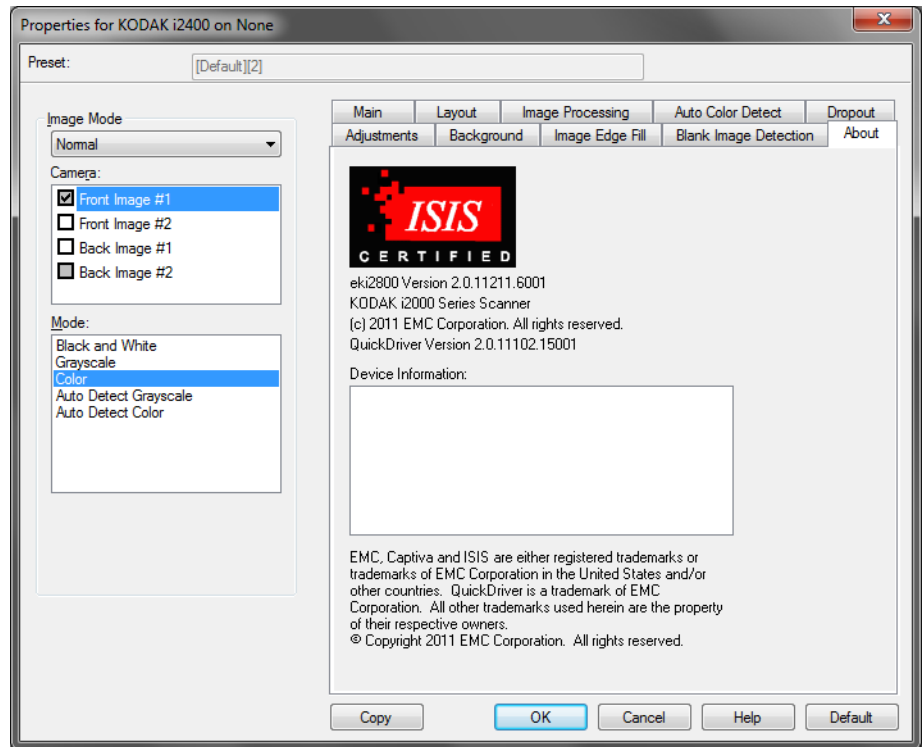 Properties for KODAK i2400 on None
Preset:
[Default][2]
Image Mode
Normal
Camera:
Front Image #1
Front Image #2
Back Image #1
Back Image #2
Mode:
Black and White
Grayscale
Color
Auto Detect Grayscale
Auto Detect Color
Main Layout Image Processing Auto Color Detect Dropout
Adjustments Background Image Edge Fill Blank Image Detection About
ISIS
CERTIFIED
eki2800 Version 2.0.11211.6001
KODAK i2000 Series Scanner
(c) 2011 EMC Corporation. All rights reserved.
QuickDriver Version 2.0.11102.15001
Device Information:
EMC, Captiva and ISIS are either registered trademarks or
trademarks of EMC Corporation in the United States and/or
other countries. QuickDriver is a trademark of EMC
Corporation. All other trademarks used herein are the property
of their respective owners.
© Copyright 2011 EMC Corporation. All rights reserved.
Copy OK Cancel Help Default